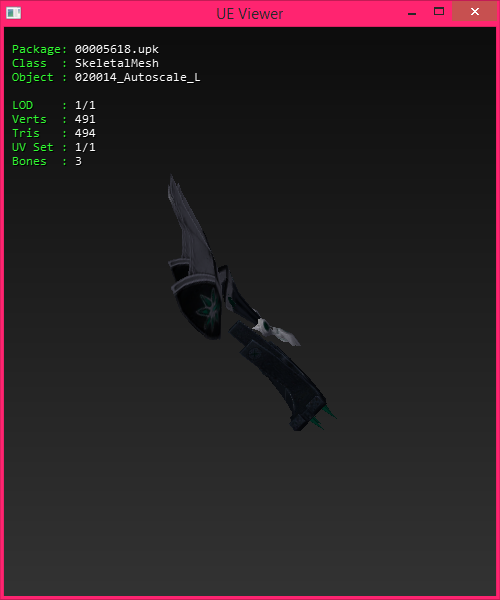 UE Viewer
Package: 00005618.upk
Class  : SkeletalMesh
Object : 020014_Autoscale_L
LOD    : 1/1
Verts  : 491
Tris   : 494
UV Set : 1/1
Bones  : 3